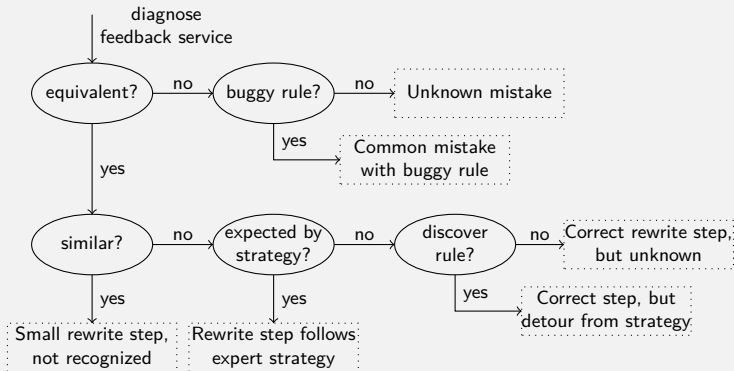 diagnose
feedback service
equivalent?
no
buggy rule?
no
Unknown mistake
yes
Common mistake
with buggy rule
yes
similar?
no
expected by
strategy?
no
discover
rule?
no
Correct rewrite step,
but unknown
yes
Small rewrite step,
not recognized
yes
Rewrite step follows
expert strategy
yes
Correct step, but
detour from strategy